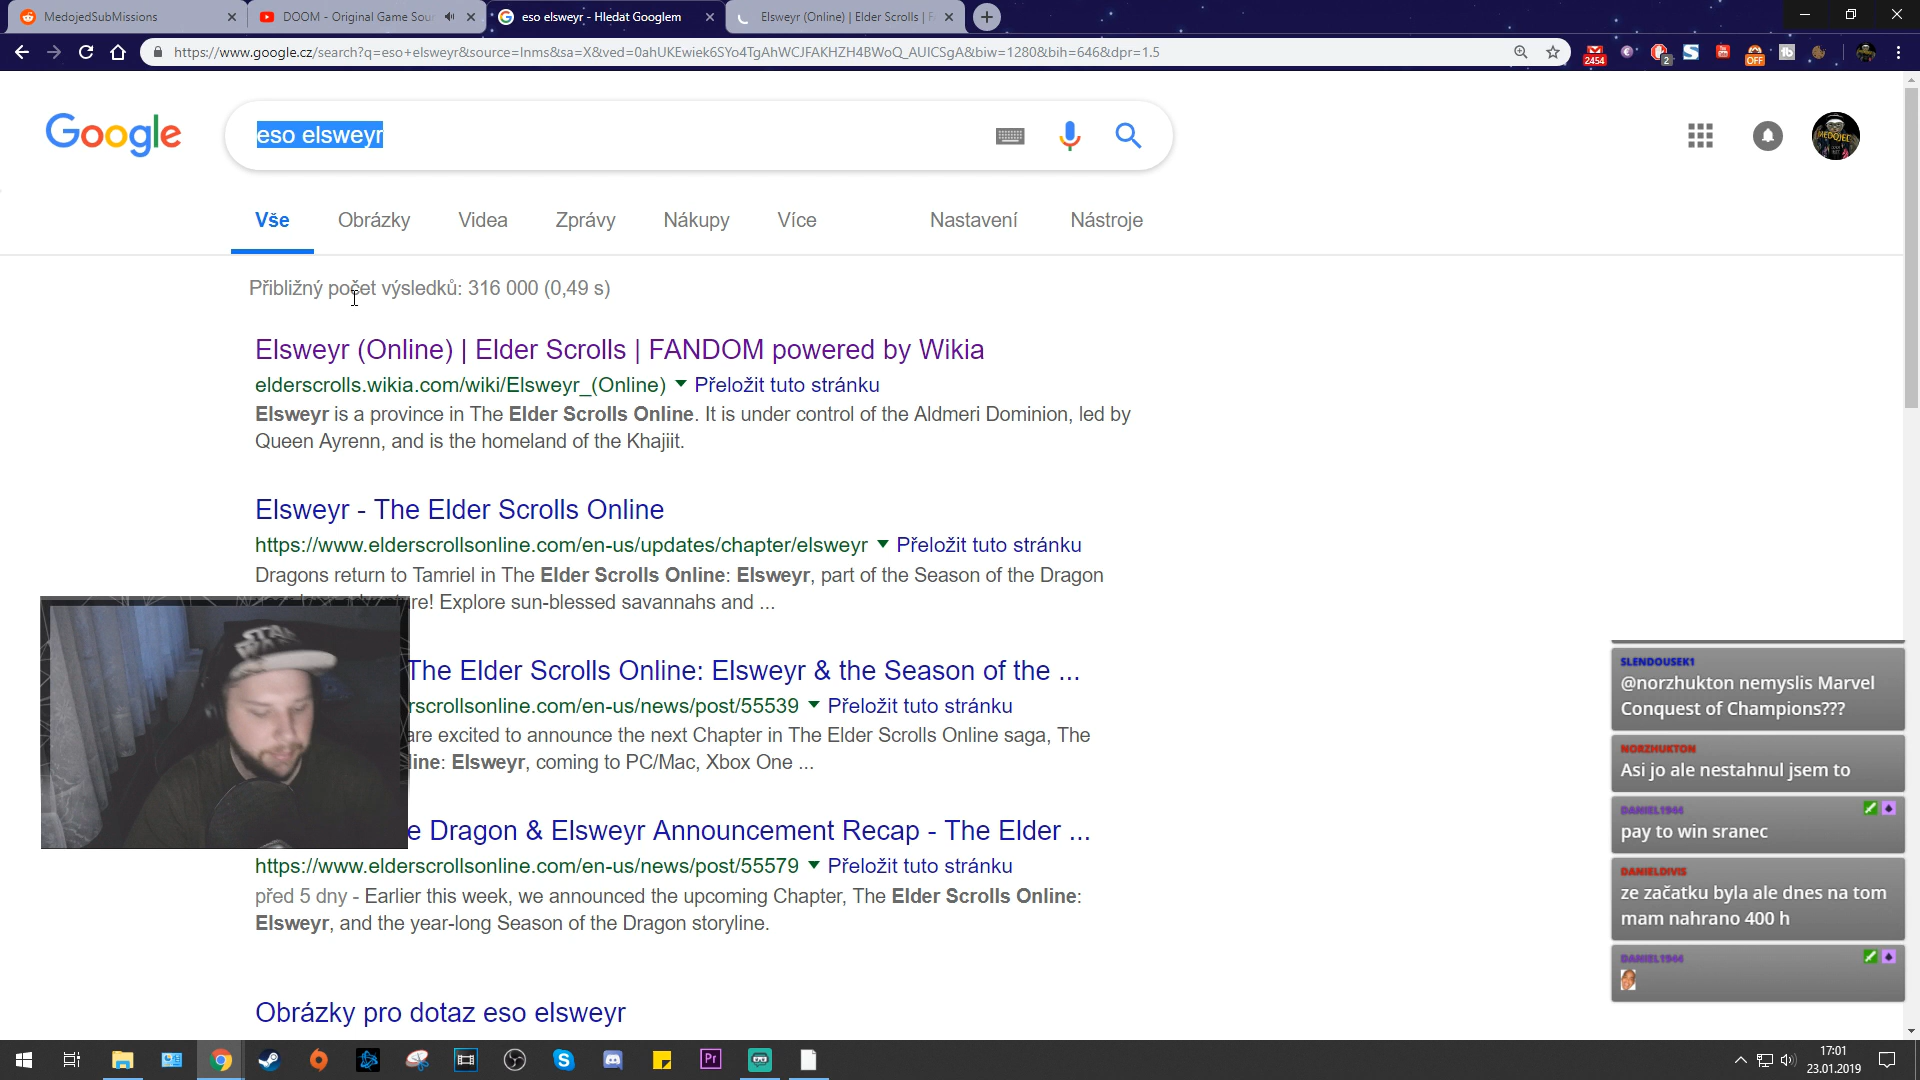 MedojedSubMissions
DOOM - Original Game Sour
eso elsweyr - Hledat Googlem
Elsweyr (Online) | Elder Scrolls | F
https://www.google.cz/search?q=eso+elsweyr&source=lnms&sa=X&ved=0ahUKEwiek6SYo4TgAhWCJFAKHZH4BWoQ_AUICSgA&biw=1280&bih=646&dpr=1.5
2454
2
OFF
Google
eso elsweyr
Vše
Obrázky
Videa
Zprávy
Nákupy
Více
Nastavení
Nástroje
Přibližný počet výsledků: 316 000 (0,49 s)
Elsweyr (Online) | Elder Scrolls | FANDOM powered by Wikia
elderscrolls.wikia.com/wiki/Elsweyr_(Online) Přeložit tuto stránku
Elsweyr is a province in The Elder Scrolls Online. It is under control of the Aldmeri Dominion, led by
Queen Ayrenn, and is the homeland of the Khajiit.
Elsweyr - The Elder Scrolls Online
https://www.elderscrollsonline.com/en-us/updates/chapter/elsweyr Přeložit tuto stránku
Dragons return to Tamriel in The Elder Scrolls Online: Elsweyr, part of the Season of the Dragon
re! Explore sun-blessed savannahs and ...
The Elder Scrolls Online: Elsweyr & the Season of the ...
rscrollsonline.com/en-us/news/post/55539 Přeložit tuto stránku
are excited to announce the next Chapter in The Elder Scrolls Online saga, The
line: Elsweyr, coming to PC/Mac, Xbox One ...
e Dragon & Elsweyr Announcement Recap - The Elder ...
https://www.elderscrollsonline.com/en-us/news/post/55579 Přeložit tuto stránku
před 5 dny - Earlier this week, we announced the upcoming Chapter, The Elder Scrolls Online:
Elsweyr, and the year-long Season of the Dragon storyline.
Obrázky pro dotaz eso elsweyr
SLENDOUSEK1
@norzhukton nemyslis Marvel
Conquest of Champions???
NORZHUKTON
Asi jo ale nestahnul jsem to
DANIEL1944
pay to win sranec
DANIELDIVIS
ze začatku byla ale dnes na tom
mam nahrano 400 h
DANIEL1944
Pr
17:01
23.01.2019